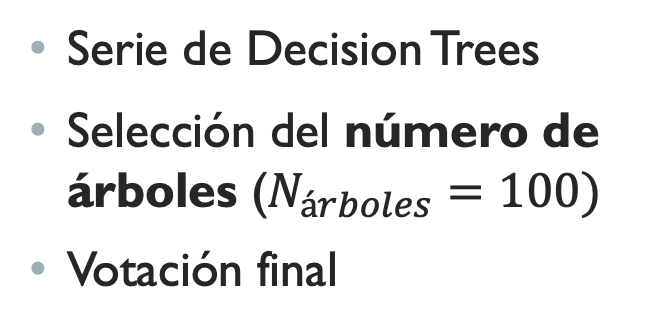 • Serie de Decision Trees
• Selección del número de
árboles (N_árboles = 100)
• Votación final